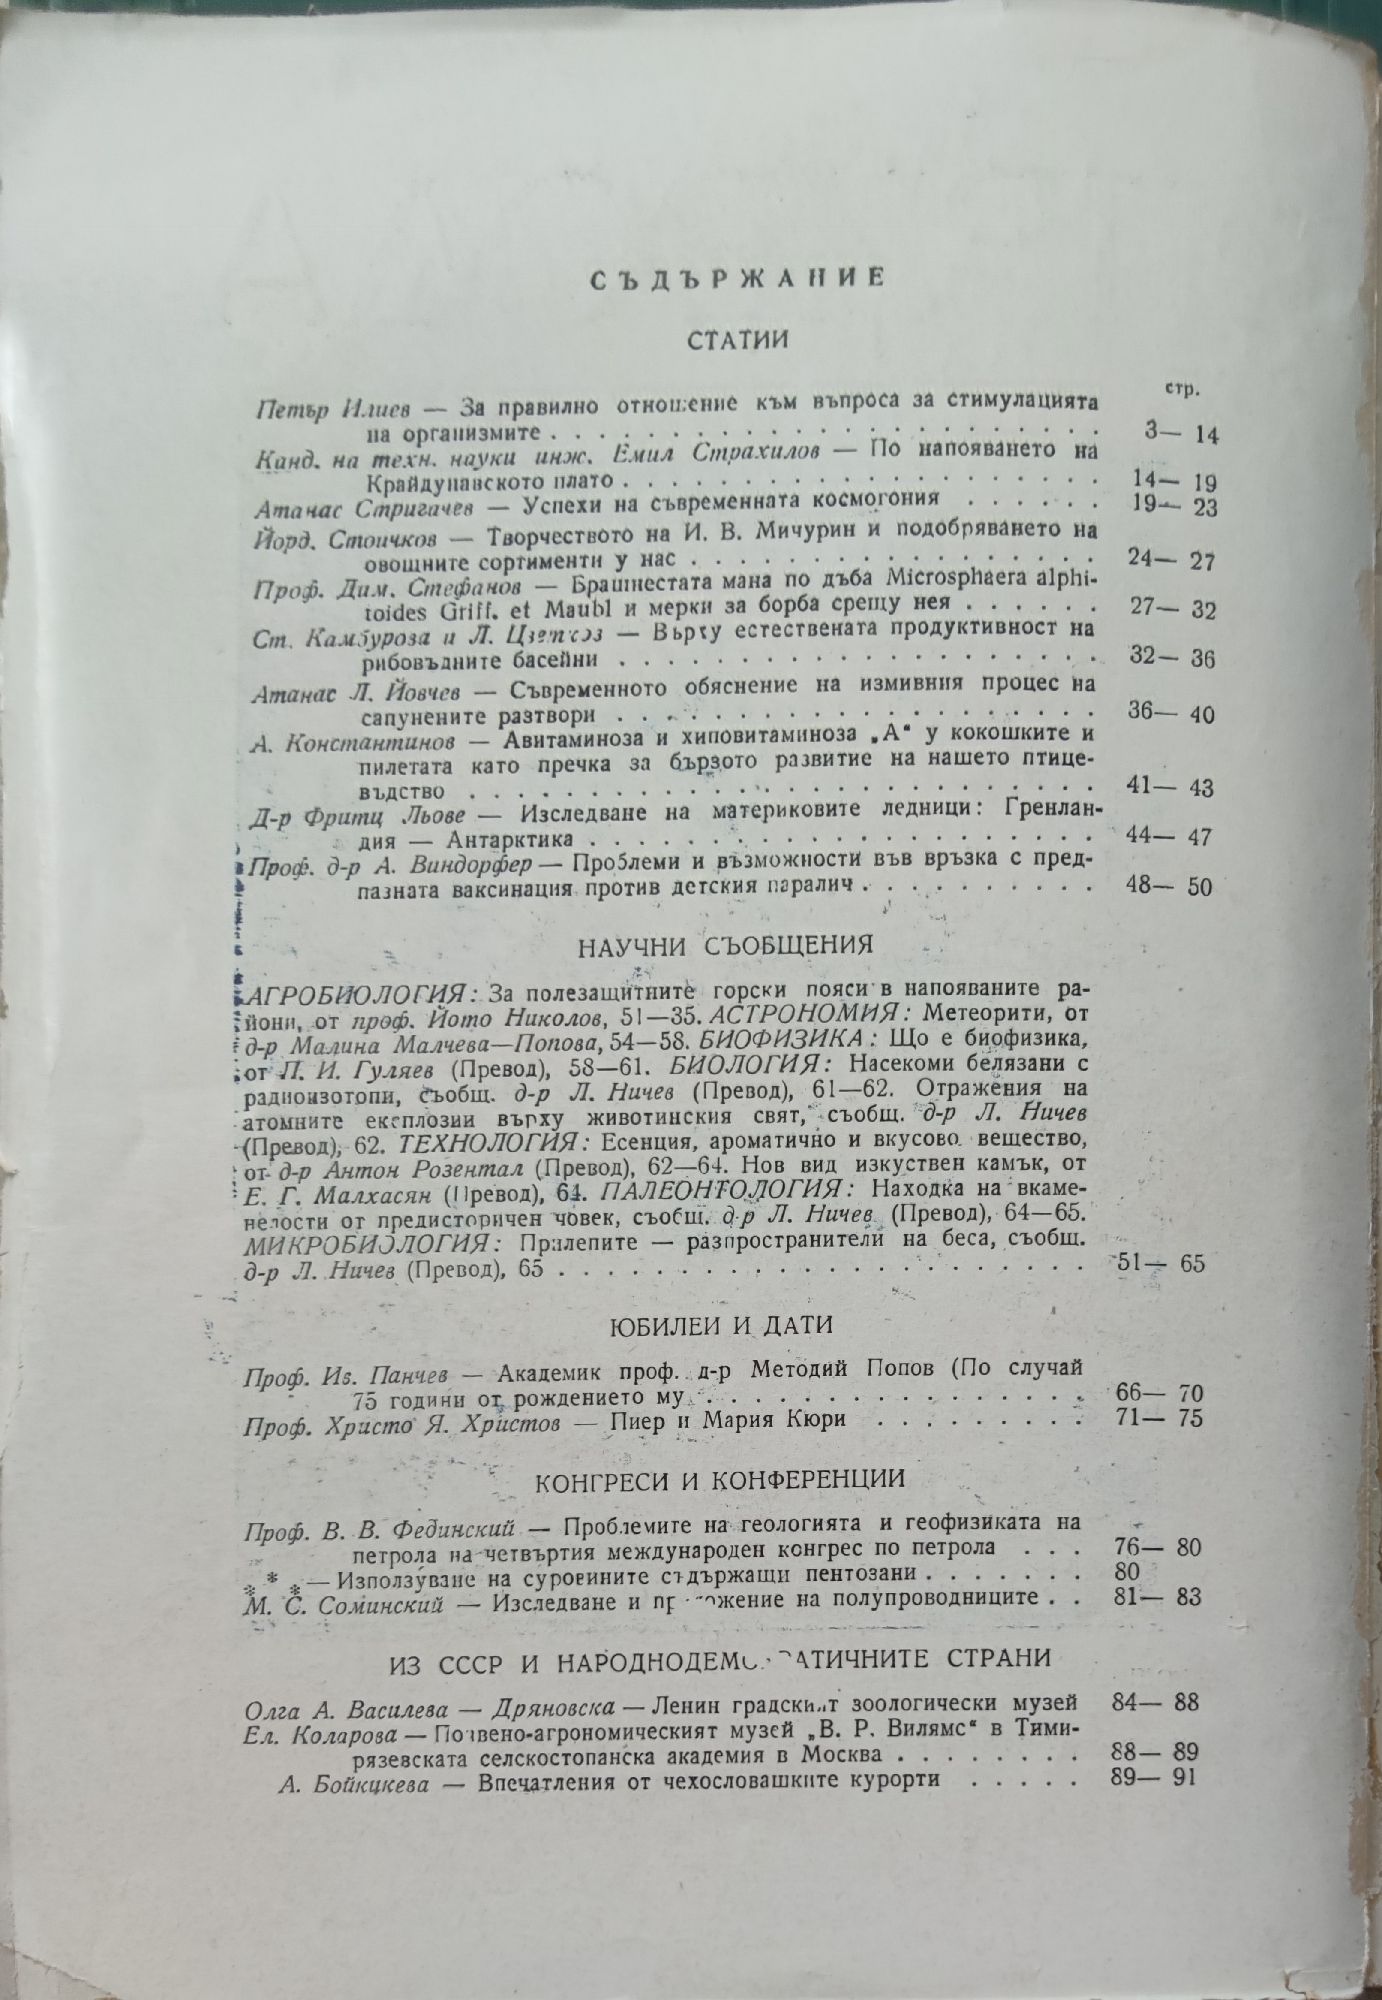 СЪДЪРЖАНИЕ
СТАТИИ
стр.
Петър Илиев — За правилно отношение към въпроса за стимулацията
на организмите . . . . . . . . . . . . . . . . . . . . . . 3— 14
Канд. на техн. науки инж. Емил Страхилов — По напояването на
Крайдунавското плато . . . . . . . . . . . . . . . . . . . 14— 19
Атанас Стригачев — Успехи на съвременната космогония . . . . . . 19— 23
Йорд. Стоичков — Творчеството на И. В. Мичурин и подобряването на
овощните сортименти у нас . . . . . . . . . . . . . . . . . 24— 27
Проф. Дим. Стефанов — Брашнестата мана по дъба Microsphaera alphi-
toides Griff. et Maubl и мерки за борба срещу нея . . . . . . 27— 32
Ст. Камбурова и Л. Цветков — Върху естествената продуктивност на
рибовъдните басейни . . . . . . . . . . . . . . . . . . . . 32— 36
Атанас Л. Йовчев — Съвременното обяснение на измивния процес на
сапунените разтвори . . . . . . . . . . . . . . . . . . . . 36— 40
А. Константинов — Авитаминоза и хиповитаминоза „А“ у кокошките и
пилетата като пречка за бързото развитие на нашето птице-
въдство . . . . . . . . . . . . . . . . . . . . . . . . . . 41— 43
Д-р Фритц Льове — Изследване на материковите ледници: Гренлан-
дия — Антарктика . . . . . . . . . . . . . . . . . . . . . 44— 47
Проф. д-р А. Виндорфер — Проблеми и възможности във връзка с пред-
пазната ваксинация против детския паралич . . . . . . . . . . 48— 50
НАУЧНИ СЪОБЩЕНИЯ
АГРОБИОЛОГИЯ: За полезащитните горски пояси в напояваните ра-
йони, от проф. Йото Николов, 51—35. АСТРОНОМИЯ: Метеорити, от
д-р Малина Малчева—Попова, 54—58. БИОФИЗИКА: Що е биофизика,
от П. И. Гуляев (Превод), 58—61. БИОЛОГИЯ: Насекоми белязани с
радиоизотопи, съобщ. д-р Л. Ничев (Превод), 61—62. Отражения на
атомните експлозии върху животинския свят, съобщ. д-р Л. Ничев
(Превод), 62. ТЕХНОЛОГИЯ: Есенция, ароматично и вкусово вещество,
от д-р Антон Розентал (Превод), 62—64. Нов вид изкуствен камък, от
Е. Г. Малхасян (Превод), 64. ПАЛЕОНТОЛОГИЯ: Находка на вкаме-
нелости от предисторичен човек, съобщ. д-р Л. Ничев (Превод), 64—65.
МИКРОБИОЛОГИЯ: Прилепите — разпространители на беса, съобщ.
д-р Л. Ничев (Превод), 65 . . . . . . . . . . . . . . . . . . 51— 65
ЮБИЛЕИ И ДАТИ
Проф. Ив. Панчев — Академик проф. д-р Методий Попов (По случай
75 години от рождението му . . . . . . . . . . . . . . . . 66— 70
Проф. Христо Я. Христов — Пиер и Мария Кюри . . . . . . . . . 71— 75
КОНГРЕСИ И КОНФЕРЕНЦИИ
Проф. В. В. Фединский — Проблемите на геологията и геофизиката на
петрола на четвъртия международен конгрес по петрола . . . 76— 80
* * * — Използуване на суровините съдържащи пентозани . . . . . . . 80
М. С. Соминский — Изследване и приложение на полупроводниците . . 81— 83
ИЗ СССР И НАРОДНОДЕМОКРАТИЧНИТЕ СТРАНИ
Олга А. Василева — Дряновска — Ленин градският зоологически музей 84— 88
Ел. Коларова — Почвено-агрономическият музей „В. Р. Вилямс“ в Тими-
рязевската селскостопанска академия в Москва . . . . . . . . 88— 89
А. Бойкикева — Впечатления от чехословашките курорти . . . . . 89— 91